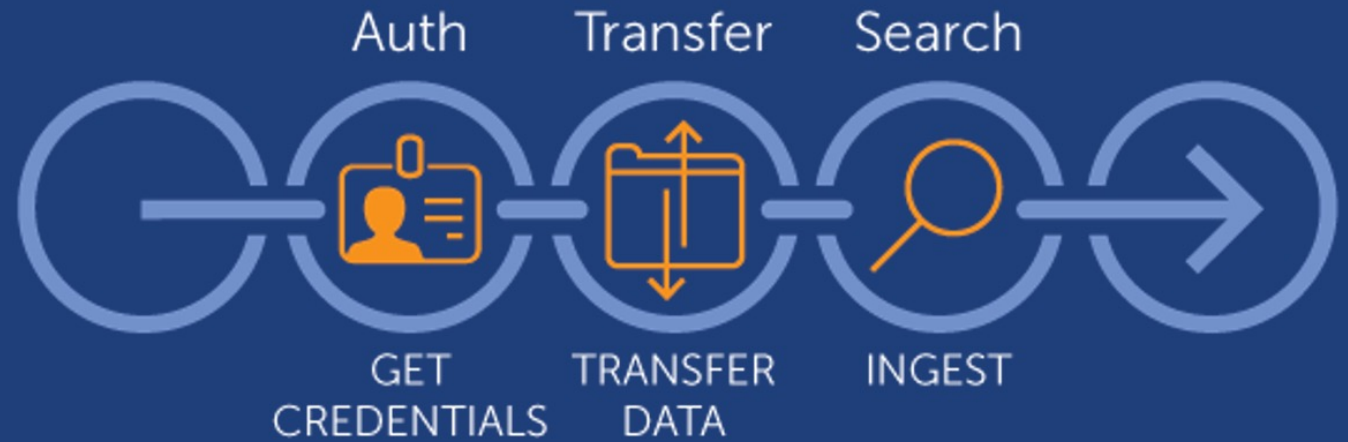 Auth Transfer Search
GET TRANSFER INGEST
CREDENTIALS DATA